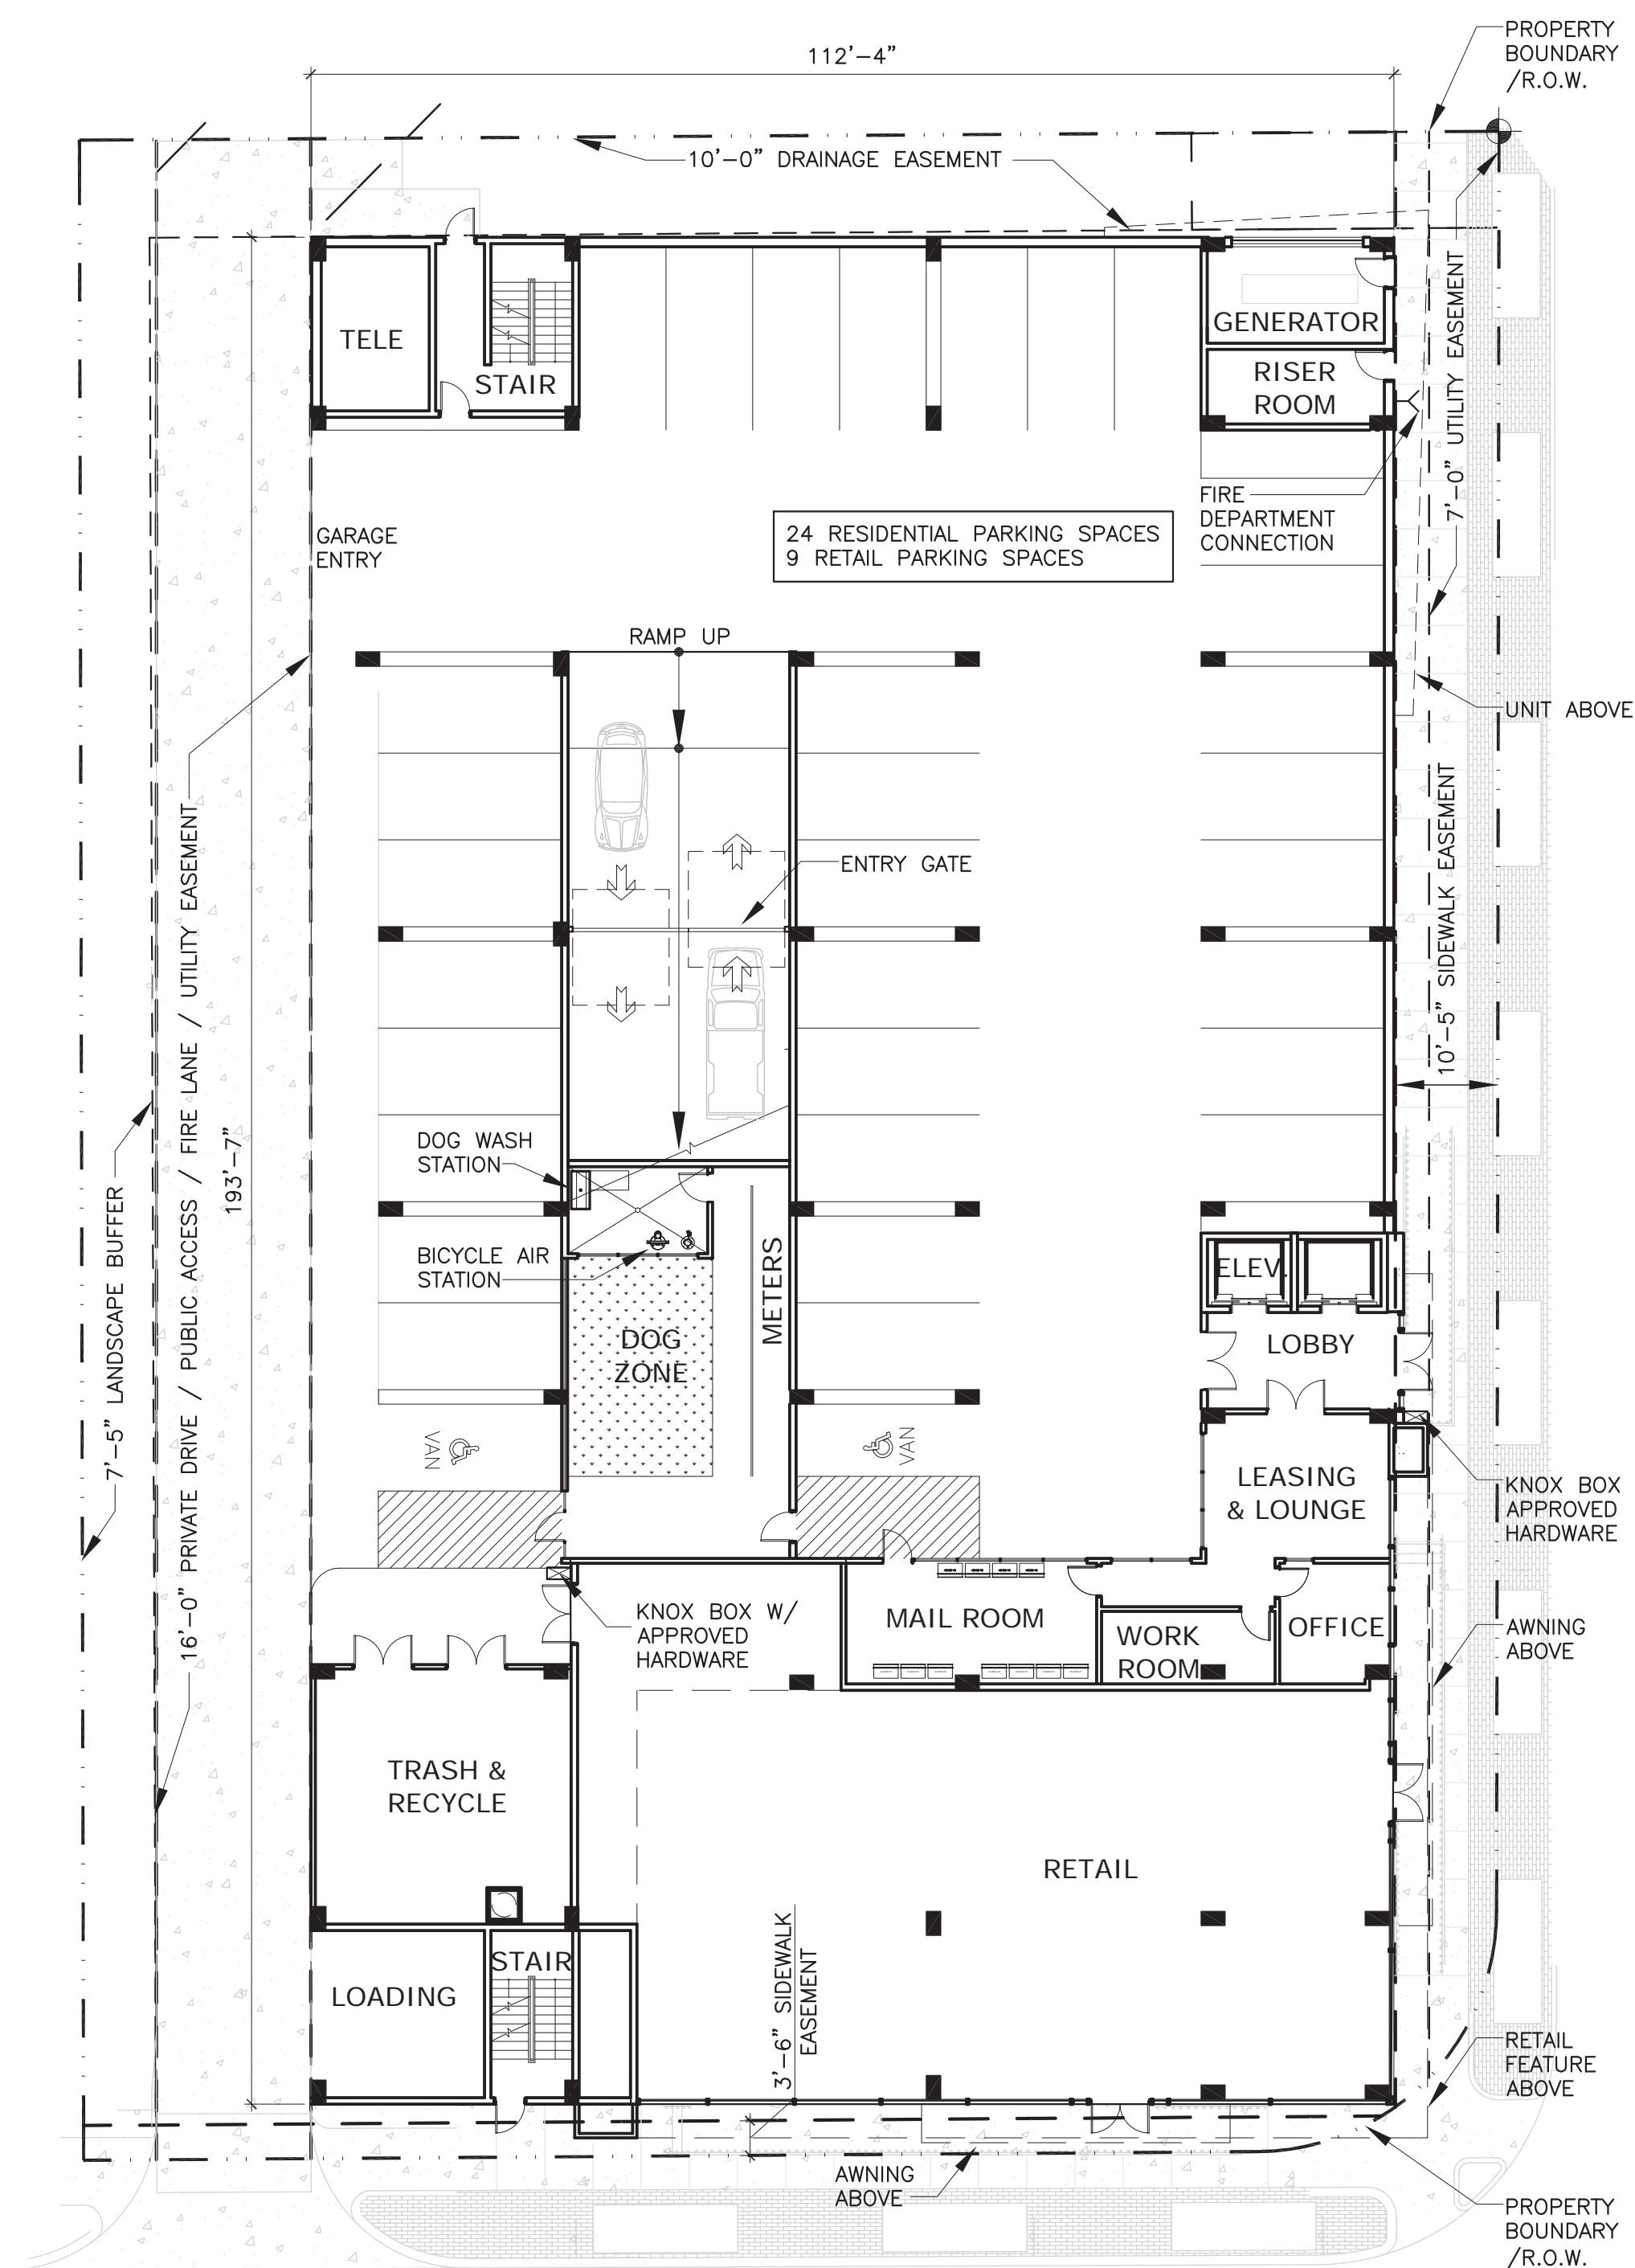 PROPERTY
BOUNDARY
/R.O.W.
112'-4"
10'-0" DRAINAGE EASEMENT
TELE
STAIR
GENERATOR
RISER
ROOM
7'-0" UTILITY EASEMENT
FIRE
DEPARTMENT
CONNECTION
GARAGE
ENTRY
24 RESIDENTIAL PARKING SPACES
9 RETAIL PARKING SPACES
RAMP UP
UNIT ABOVE
ENTRY GATE
10'-5" SIDEWALK EASEMENT
16'-0" PRIVATE DRIVE / PUBLIC ACCESS / FIRE LANE / UTILITY EASEMENT
193'-7"
7'-5" LANDSCAPE BUFFER
DOG WASH
STATION
BICYCLE AIR
STATION
METERS
DOG
ZONE
ELEV.
LOBBY
VAN
VAN
LEASING
& LOUNGE
KNOX BOX
APPROVED
HARDWARE
KNOX BOX W/
APPROVED
HARDWARE
MAIL ROOM
WORK
ROOM
OFFICE
AWNING
ABOVE
TRASH &
RECYCLE
RETAIL
LOADING
STAIR
3'-6" SIDEWALK
EASEMENT
RETAIL
FEATURE
ABOVE
AWNING
ABOVE
PROPERTY
BOUNDARY
/R.O.W.